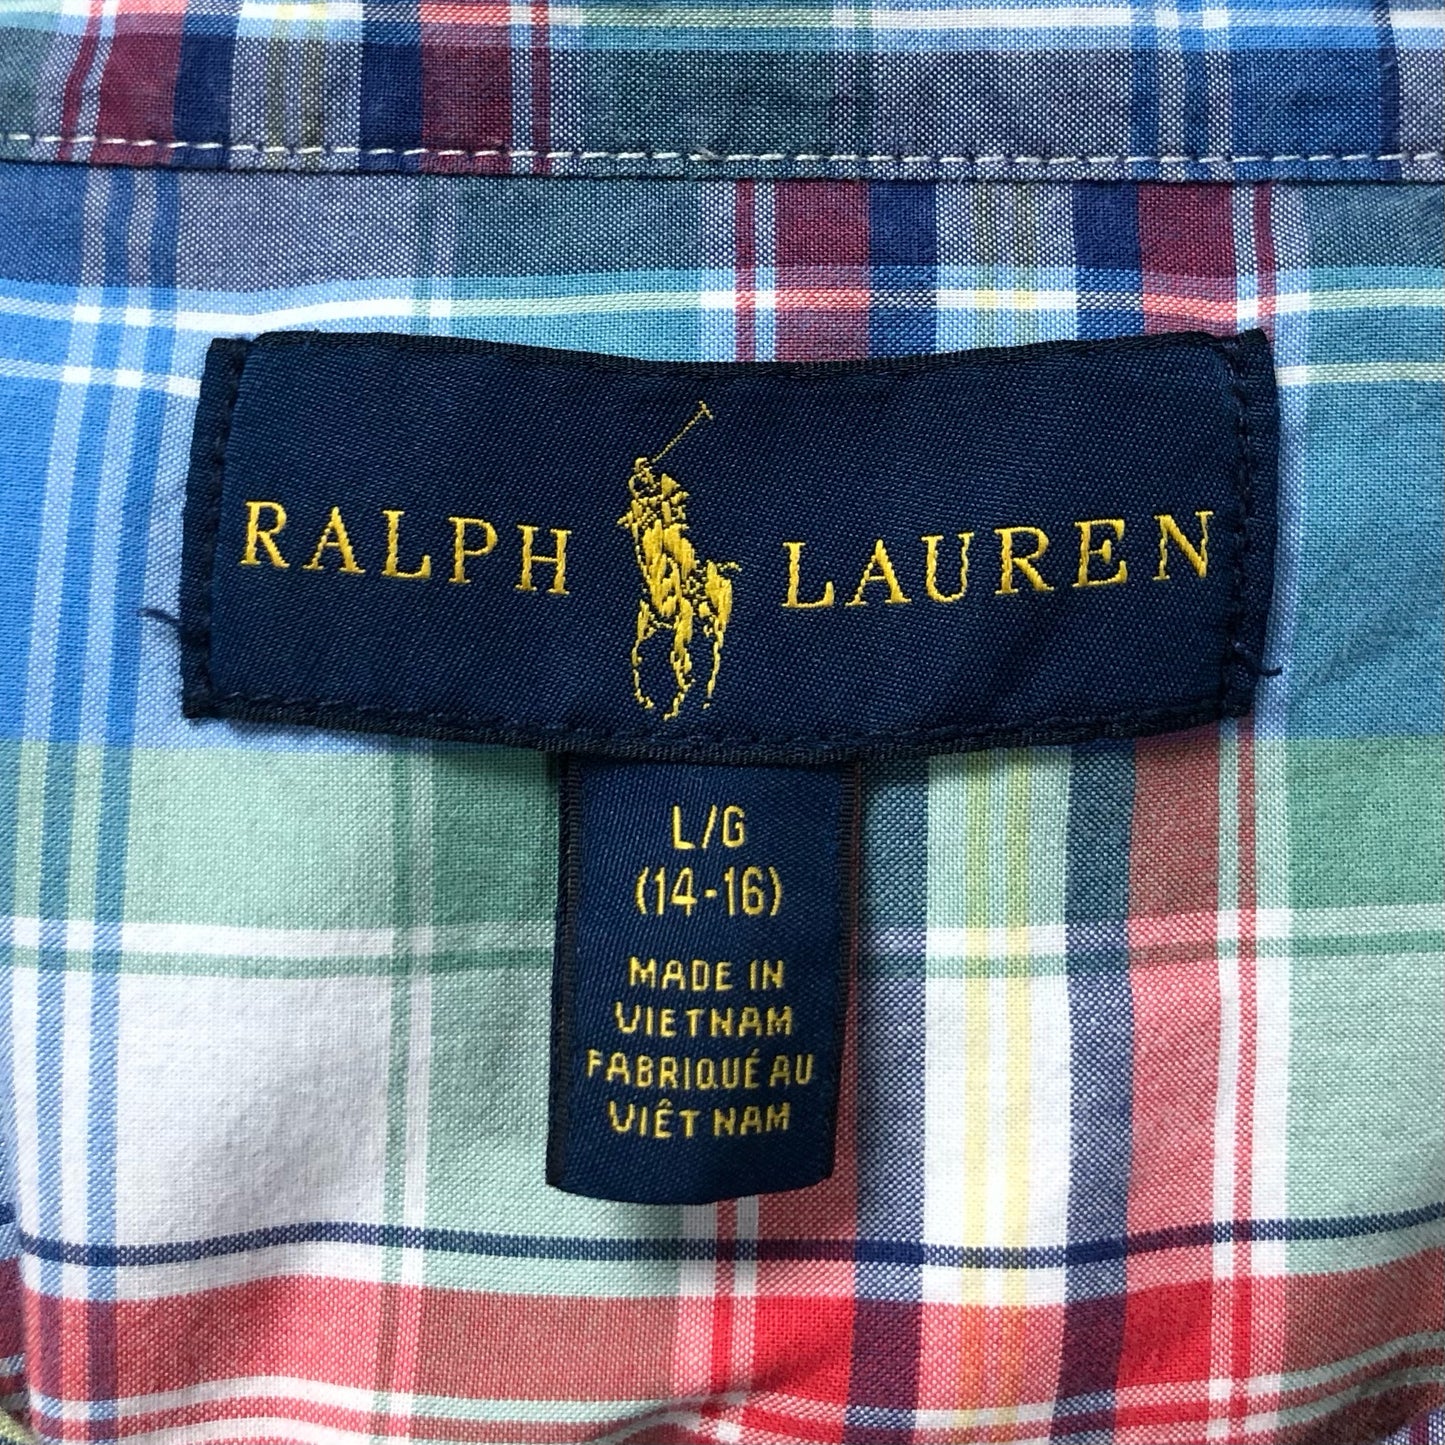 RALPH LAUREN
L/G
(14-16)
MADE IN
VIETNAM
FABRIQUÉ AU
VIÊT NAM